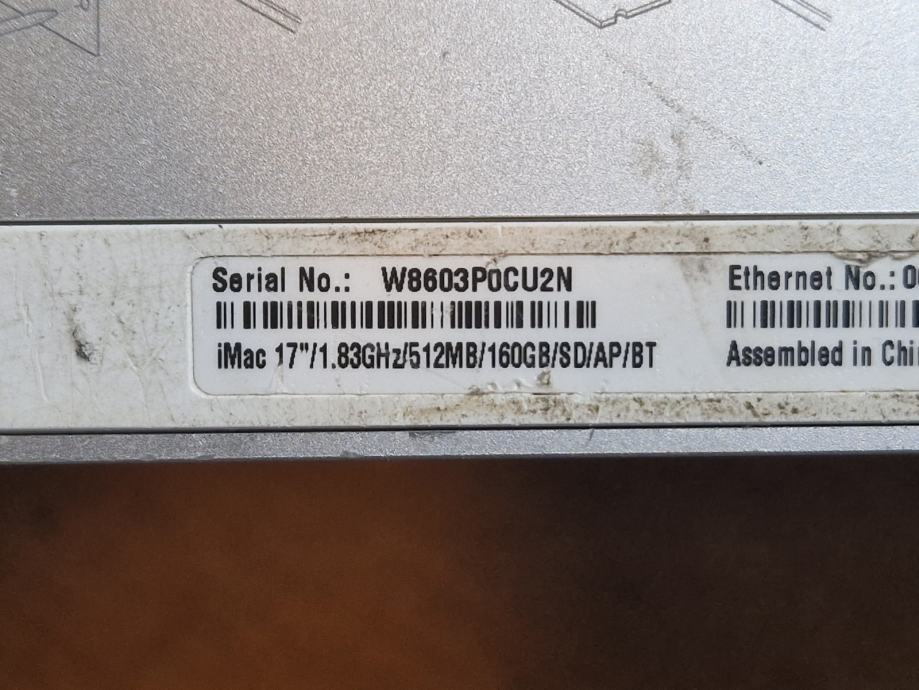 Serial No.: W8603P0CU2N
iMac 17"/1.83GHz/512MB/160GB/SD/AP/BT
Ethernet No.:
Assembled in